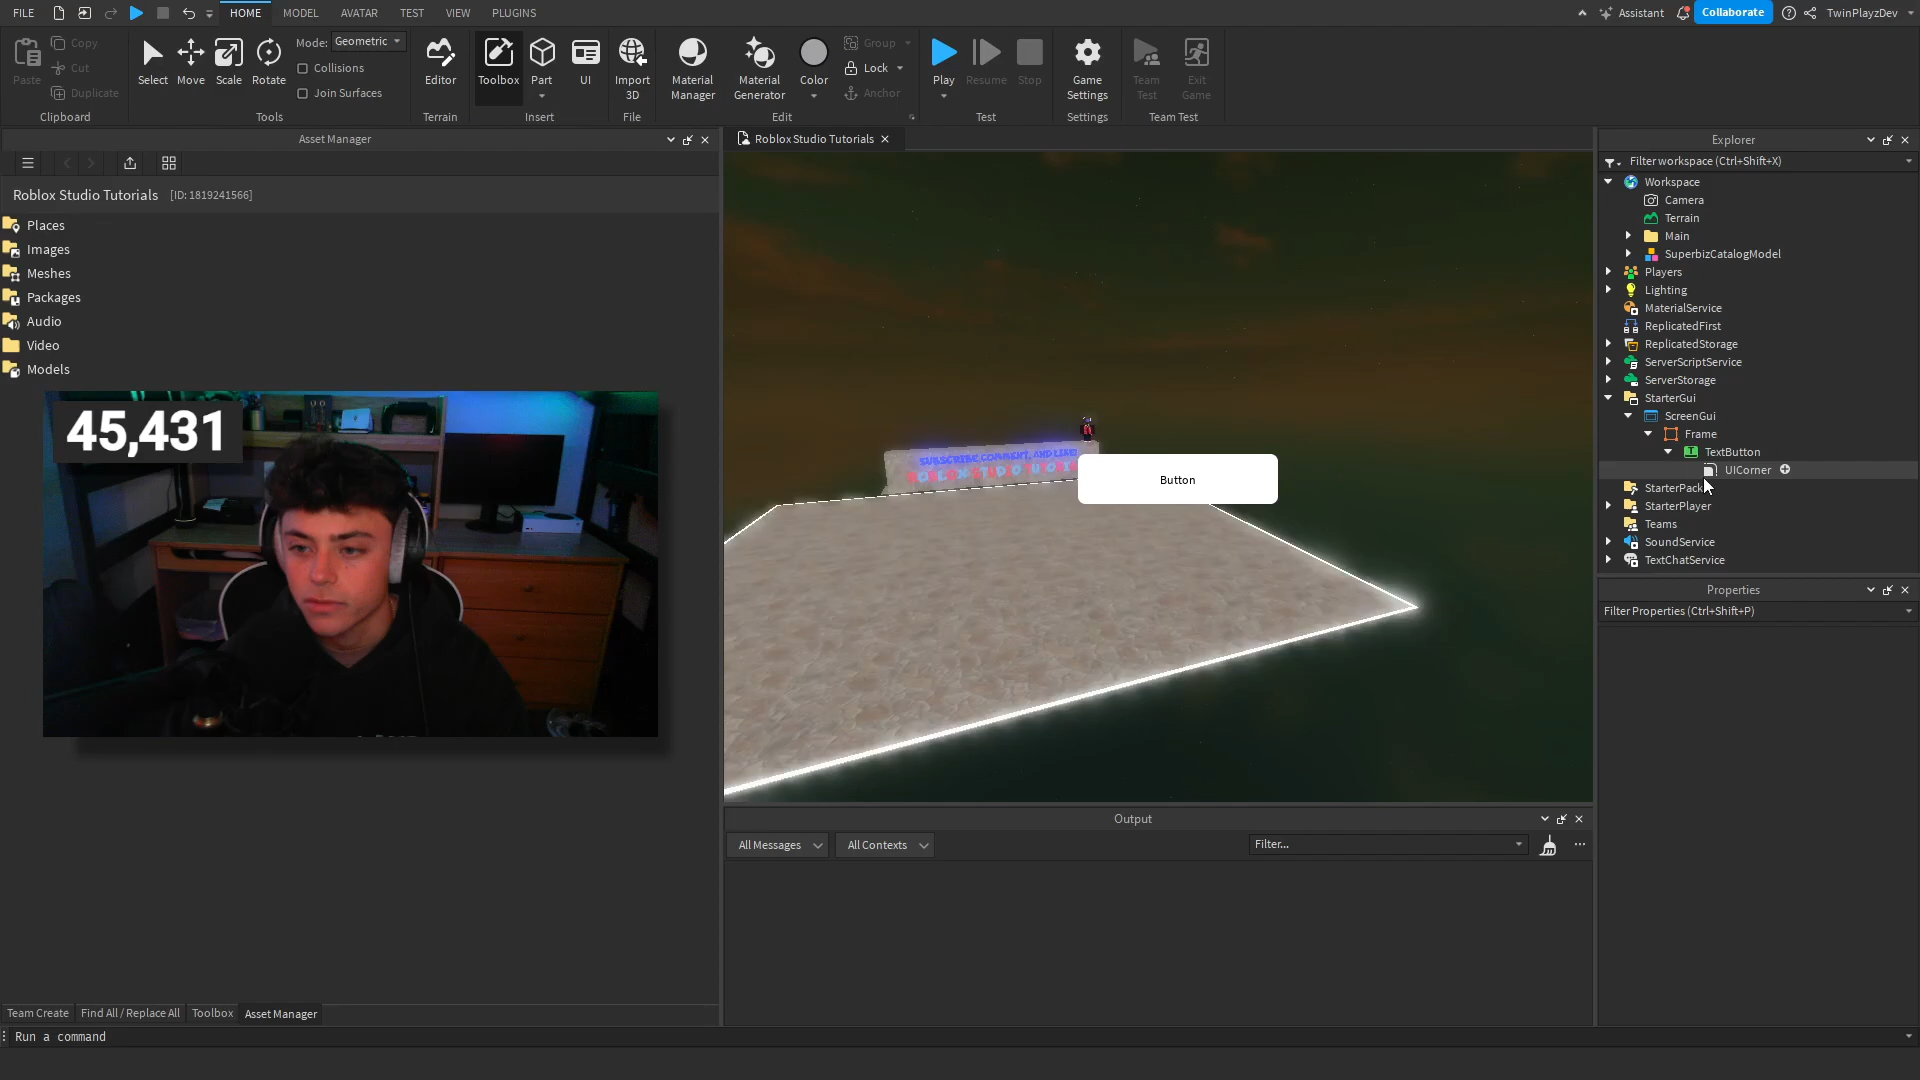 FILE HOME MODEL AVATAR TEST VIEW PLUGINS Assistant Collaborate TwinPlayzDev
Paste Copy Cut Duplicate Clipboard
Select Move Scale Rotate Mode: Geometric Collisions Join Surfaces Tools
Editor Terrain
Toolbox Part UI Insert
Import 3D File
Material Manager Material Generator Color Group Lock Anchor Edit
Play Resume Stop Test
Game Settings Settings
Team Test Exit Game Team Test
Asset Manager
Roblox Studio Tutorials [ID: 1819241566]
Places
Images
Meshes
Packages
Audio
Video
Models
45,431
Team Create Find All / Replace All Toolbox Asset Manager
Run a command
Roblox Studio Tutorials
SUBSCRIBE, COMMENT, AND LIKE!
Button
Output
All Messages All Contexts Filter...
Explorer
Filter workspace (Ctrl+Shift+X)
Workspace
Camera
Terrain
Main
SuperbizCatalogModel
Players
Lighting
MaterialService
ReplicatedFirst
ReplicatedStorage
ServerScriptService
ServerStorage
StarterGui
ScreenGui
Frame
TextButton
UICorner
StarterPack
StarterPlayer
Teams
SoundService
TextChatService
Properties
Filter Properties (Ctrl+Shift+P)